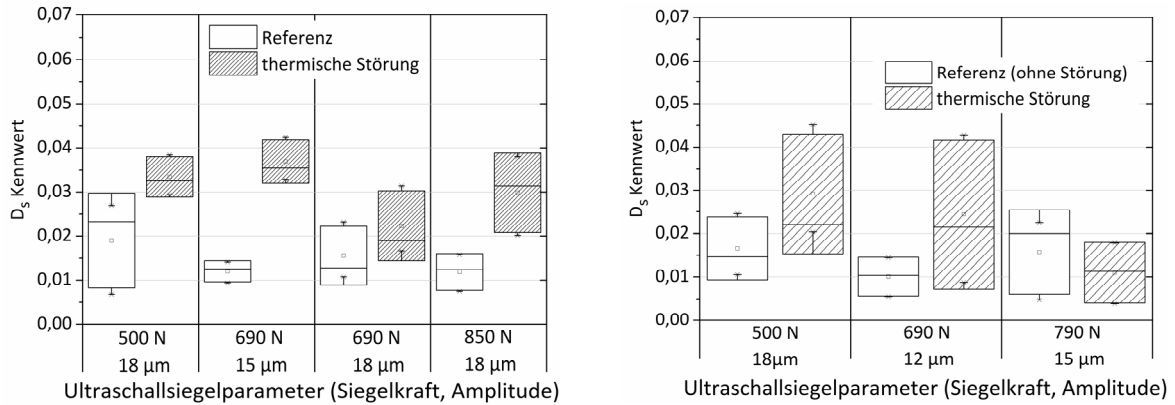 0,07
0,06
0,05
0,04
0,03
0,02
0,01
0,00
D_s Kennwert
Referenz
thermische Störung
500 N 690 N 690 N 850 N
18 µm 15 µm 18 µm 18 µm
Ultraschallsiegelparameter (Siegelkraft, Amplitude)
0,07
0,06
0,05
0,04
0,03
0,02
0,01
0,00
D_s Kennwert
Referenz (ohne Störung)
thermische Störung
500 N 690 N 790 N
18µm 12 µm 15 µm
Ultraschallsiegelparameter (Siegelkraft, Amplitude)